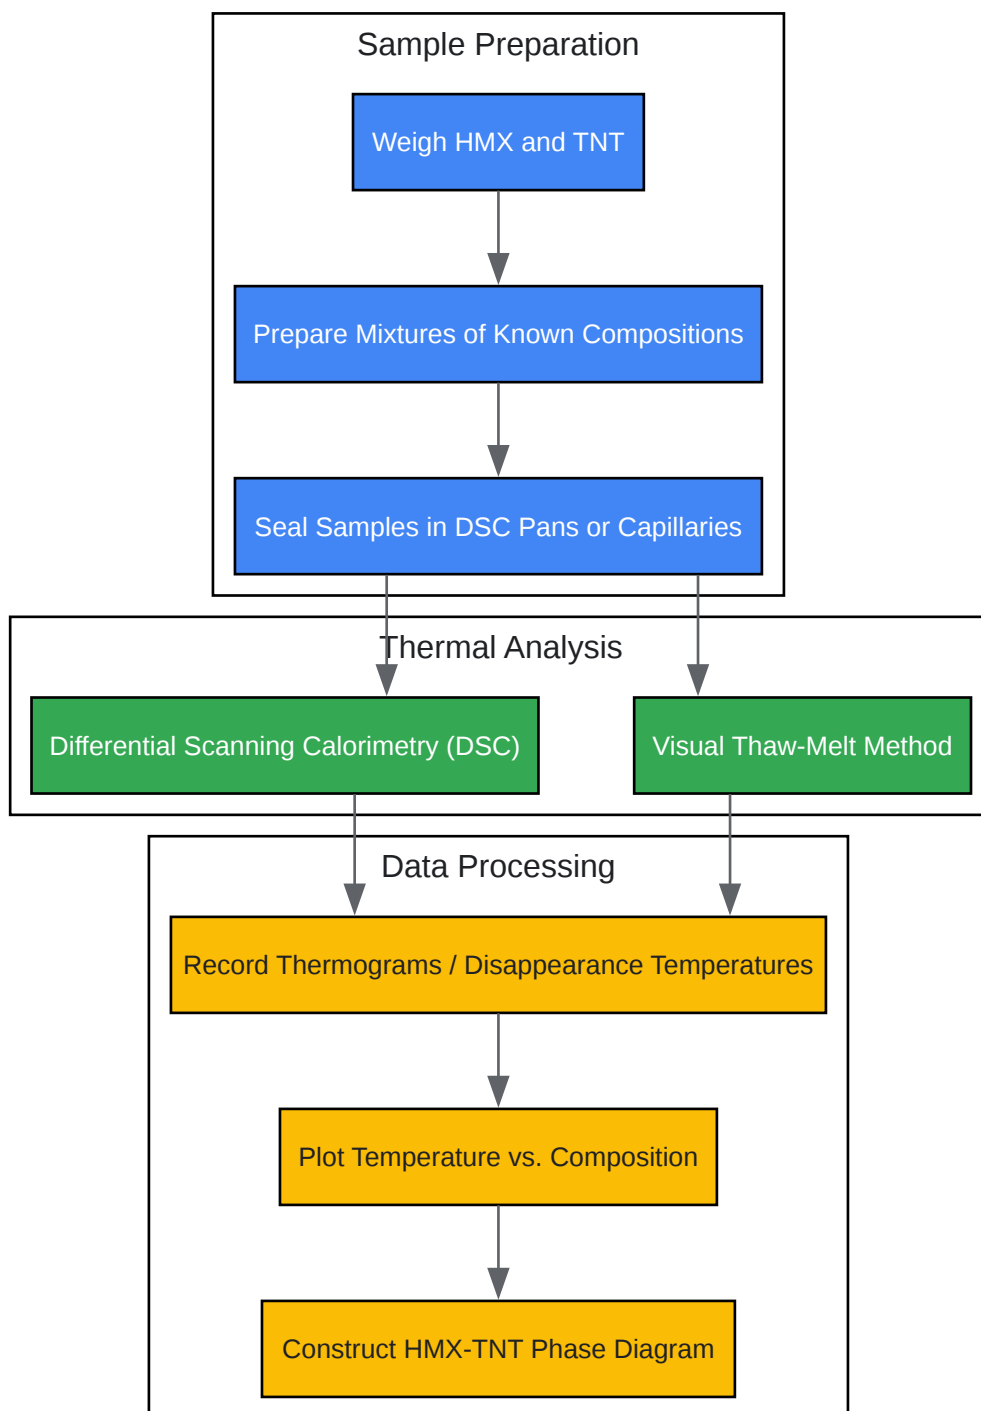 Sample Preparation
Weigh HMX and TNT
Prepare Mixtures of Known Compositions
Seal Samples in DSC Pans or Capillaries
Thermal Analysis
Differential Scanning Calorimetry (DSC)
Visual Thaw-Melt Method
Data Processing
Record Thermograms / Disappearance Temperatures
Plot Temperature vs. Composition
Construct HMX-TNT Phase Diagram